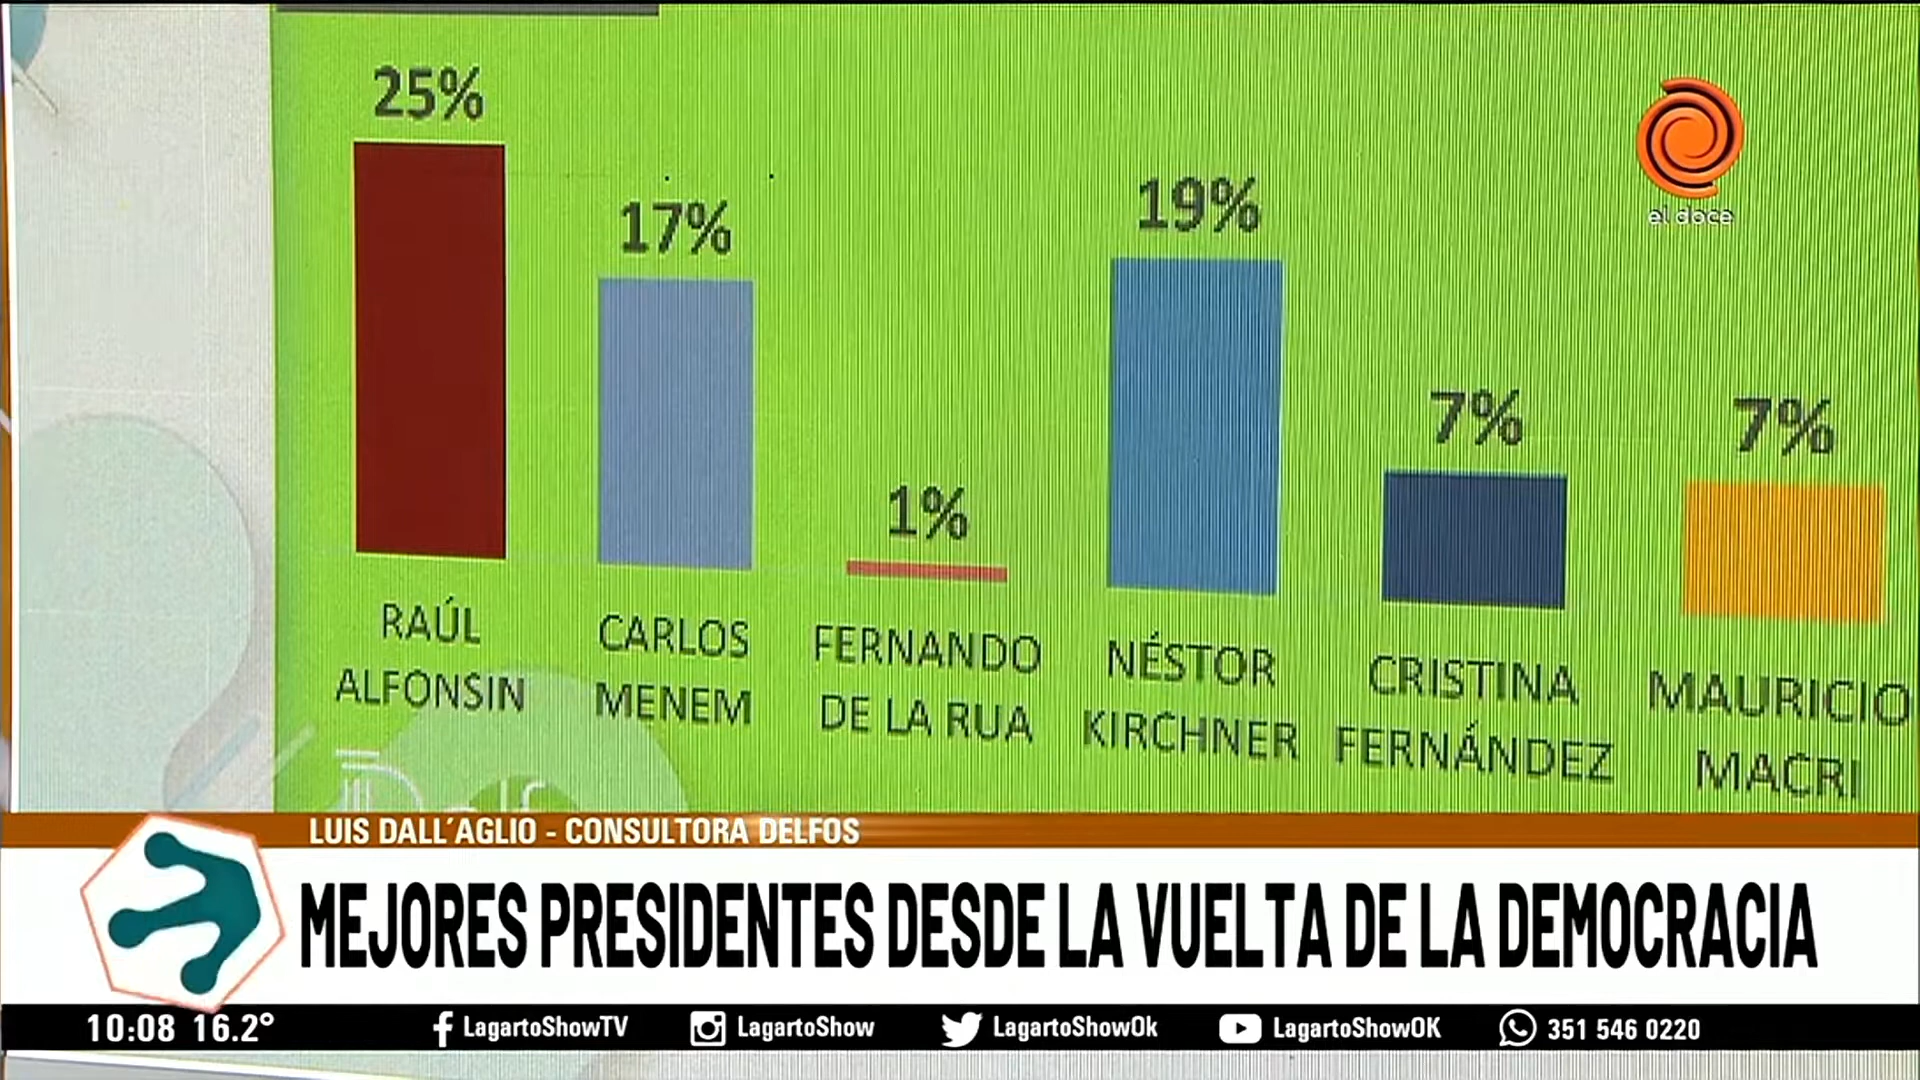 25%
17%
1%
19%
7%
7%
RAÚL
ALFONSIN
CARLOS
MENEM
FERNANDO
DE LA RUA
NÉSTOR
KIRCHNER
CRISTINA
FERNÁNDEZ
MAURICIO
MACRI
el doce
LUIS DALL´AGLIO - CONSULTORA DELFOS
MEJORES PRESIDENTES DESDE LA VUELTA DE LA DEMOCRACIA
10:08 16.2° LagartoShowTV LagartoShow LagartoShowOk LagartoShowOK 351 546 0220